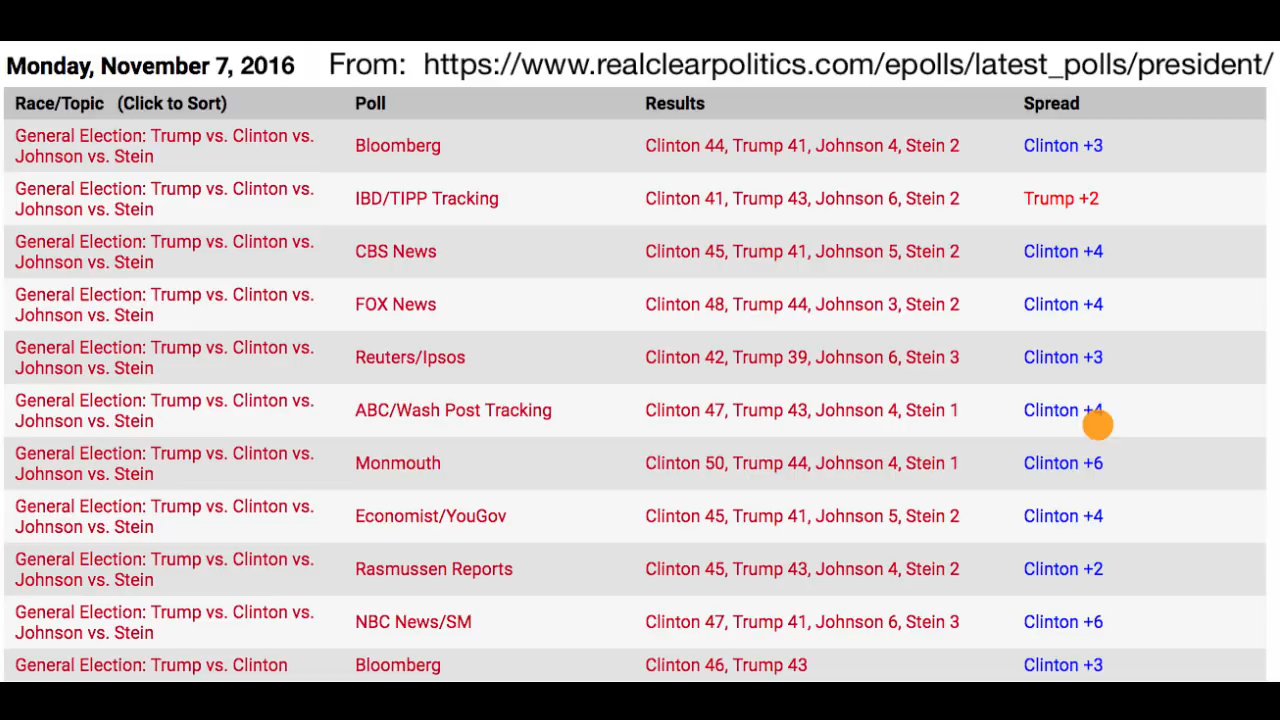 Monday, November 7, 2016 From: https://www.realclearpolitics.com/epolls/latest_polls/president/
Race/Topic (Click to Sort) Poll Results Spread
General Election: Trump vs. Clinton vs.
Johnson vs. Stein
Bloomberg Clinton 44, Trump 41, Johnson 4, Stein 2 Clinton +3
General Election: Trump vs. Clinton vs.
Johnson vs. Stein
IBD/TIPP Tracking Clinton 41, Trump 43, Johnson 6, Stein 2 Trump +2
General Election: Trump vs. Clinton vs.
Johnson vs. Stein
CBS News Clinton 45, Trump 41, Johnson 5, Stein 2 Clinton +4
General Election: Trump vs. Clinton vs.
Johnson vs. Stein
FOX News Clinton 48, Trump 44, Johnson 3, Stein 2 Clinton +4
General Election: Trump vs. Clinton vs.
Johnson vs. Stein
Reuters/Ipsos Clinton 42, Trump 39, Johnson 6, Stein 3 Clinton +3
General Election: Trump vs. Clinton vs.
Johnson vs. Stein
ABC/Wash Post Tracking Clinton 47, Trump 43, Johnson 4, Stein 1 Clinton +4
General Election: Trump vs. Clinton vs.
Johnson vs. Stein
Monmouth Clinton 50, Trump 44, Johnson 4, Stein 1 Clinton +6
General Election: Trump vs. Clinton vs.
Johnson vs. Stein
Economist/YouGov Clinton 45, Trump 41, Johnson 5, Stein 2 Clinton +4
General Election: Trump vs. Clinton vs.
Johnson vs. Stein
Rasmussen Reports Clinton 45, Trump 43, Johnson 4, Stein 2 Clinton +2
General Election: Trump vs. Clinton vs.
Johnson vs. Stein
NBC News/SM Clinton 47, Trump 41, Johnson 6, Stein 3 Clinton +6
General Election: Trump vs. Clinton Bloomberg Clinton 46, Trump 43 Clinton +3